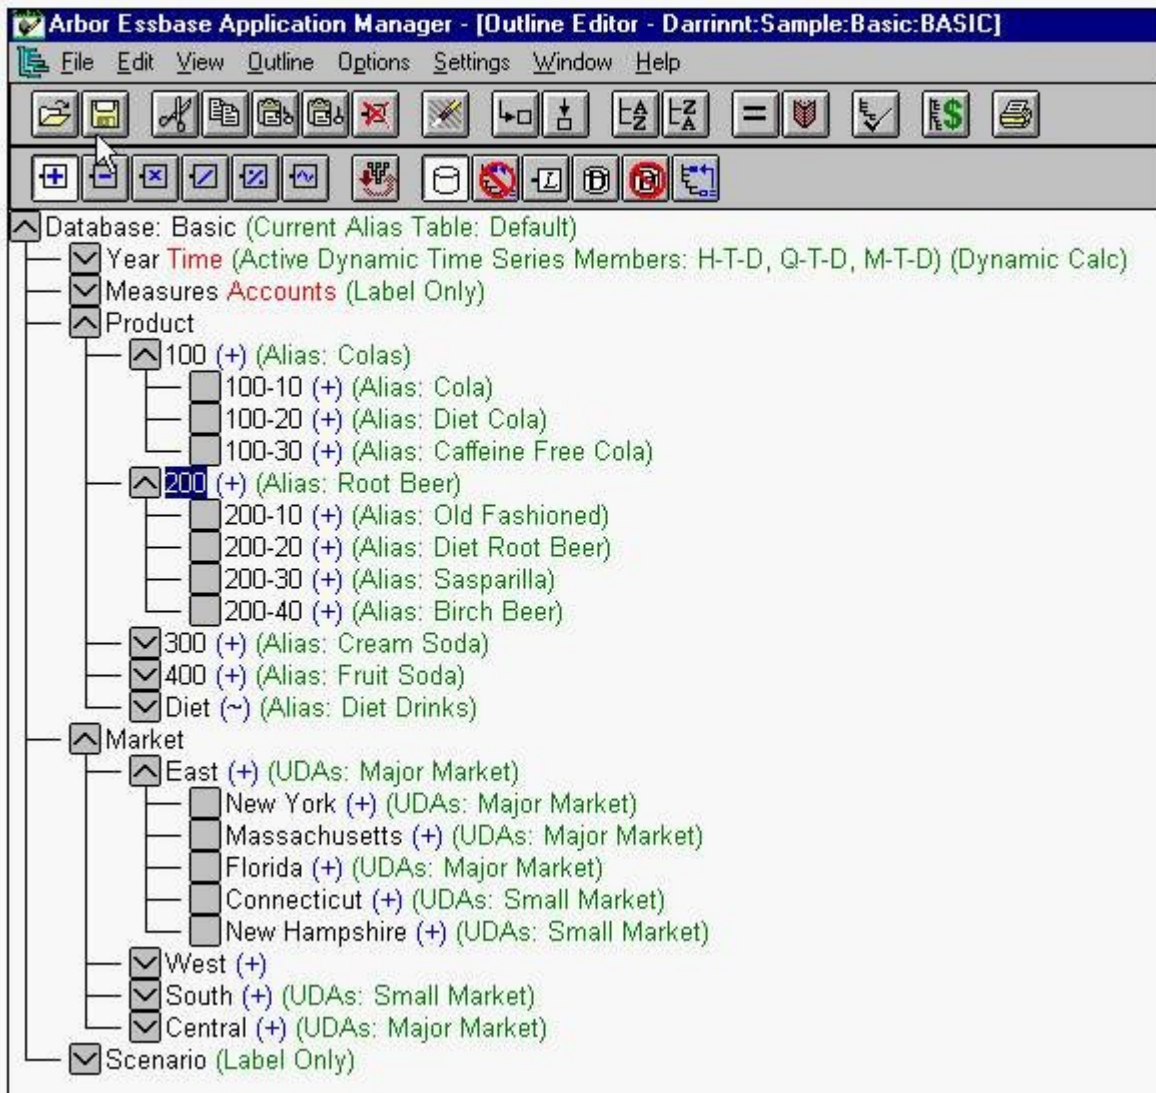 Arbor Essbase Application Manager - [Outline Editor - Darrinnt:Sample:Basic:BASIC]
File Edit View Outline Options Settings Window Help
Database: Basic (Current Alias Table: Default)
Year Time (Active Dynamic Time Series Members: H-T-D, Q-T-D, M-T-D) (Dynamic Calc)
Measures Accounts (Label Only)
Product
100 (+) (Alias: Colas)
100-10 (+) (Alias: Cola)
100-20 (+) (Alias: Diet Cola)
100-30 (+) (Alias: Caffeine Free Cola)
200 (+) (Alias: Root Beer)
200-10 (+) (Alias: Old Fashioned)
200-20 (+) (Alias: Diet Root Beer)
200-30 (+) (Alias: Sasparilla)
200-40 (+) (Alias: Birch Beer)
300 (+) (Alias: Cream Soda)
400 (+) (Alias: Fruit Soda)
Diet (~) (Alias: Diet Drinks)
Market
East (+) (UDAs: Major Market)
New York (+) (UDAs: Major Market)
Massachusetts (+) (UDAs: Major Market)
Florida (+) (UDAs: Major Market)
Connecticut (+) (UDAs: Small Market)
New Hampshire (+) (UDAs: Small Market)
West (+)
South (+) (UDAs: Small Market)
Central (+) (UDAs: Major Market)
Scenario (Label Only)